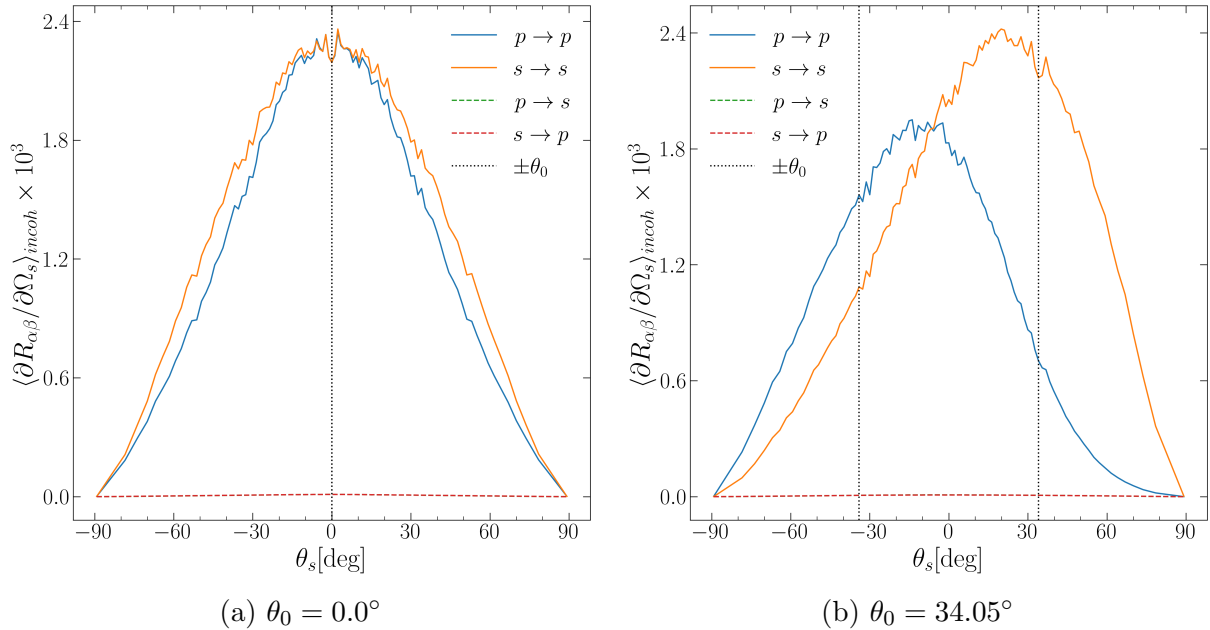 2.4
1.8
1.2
0.6
0.0
⟨∂R_{αβ}/∂Ω_s⟩_{incoh} × 10^3
p → p
s → s
p → s
s → p
±θ_0
−90
−60
−30
0
30
60
90
θ_s[deg]
(a) θ_0 = 0.0°
2.4
1.8
1.2
0.6
0.0
⟨∂R_{αβ}/∂Ω_s⟩_{incoh} × 10^3
p → p
s → s
p → s
s → p
±θ_0
−90
−60
−30
0
30
60
90
θ_s[deg]
(b) θ_0 = 34.05°